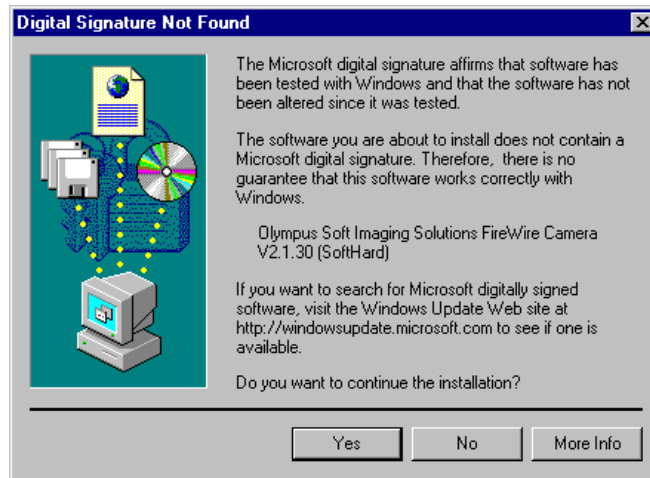 Digital Signature Not Found
The Microsoft digital signature affirms that software has
been tested with Windows and that the software has not
been altered since it was tested.
The software you are about to install does not contain a
Microsoft digital signature. Therefore, there is no
guarantee that this software works correctly with
Windows.
Olympus Soft Imaging Solutions FireWire Camera
V2.1.30 (SoftHard)
If you want to search for Microsoft digitally signed
software, visit the Windows Update Web site at
http://windowsupdate.microsoft.com to see if one is
available.
Do you want to continue the installation?
Yes No More Info